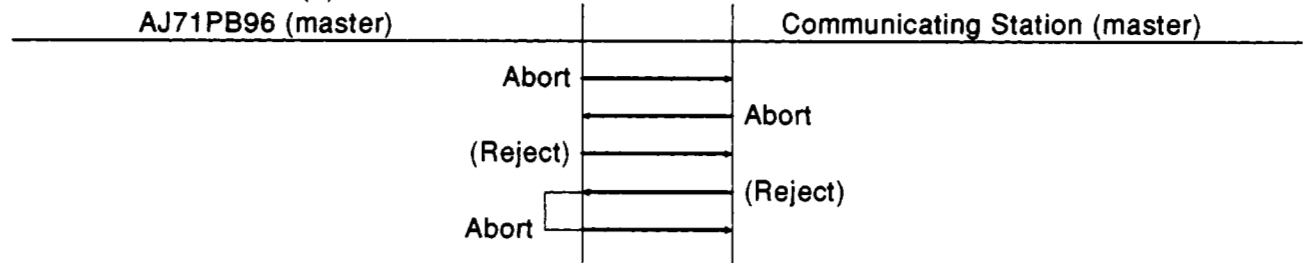 AJ71PB96 (master) Communicating Station (master)
Abort
Abort
(Reject)
(Reject)
Abort